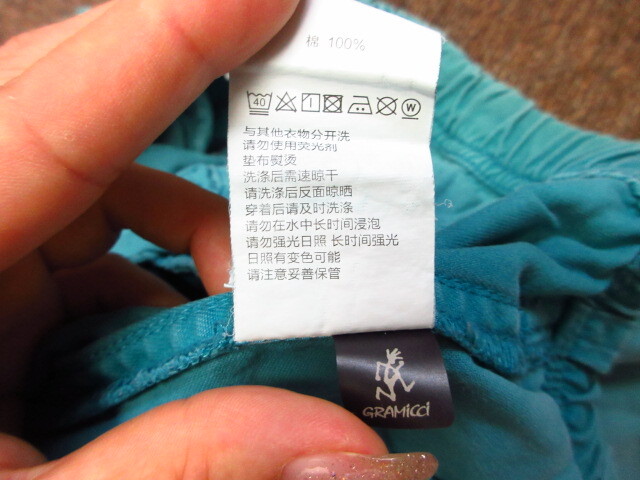 棉 100%
40 W
与其他衣物分开洗
请勿使用荧光剂
垫布熨烫
洗涤后需速晾干
请洗涤后反面晾晒
穿着后请及时洗涤
请勿在水中长时间浸泡
请勿强光日照 长时间强光
日照有变色可能
请注意妥善保管
GRAMICCI